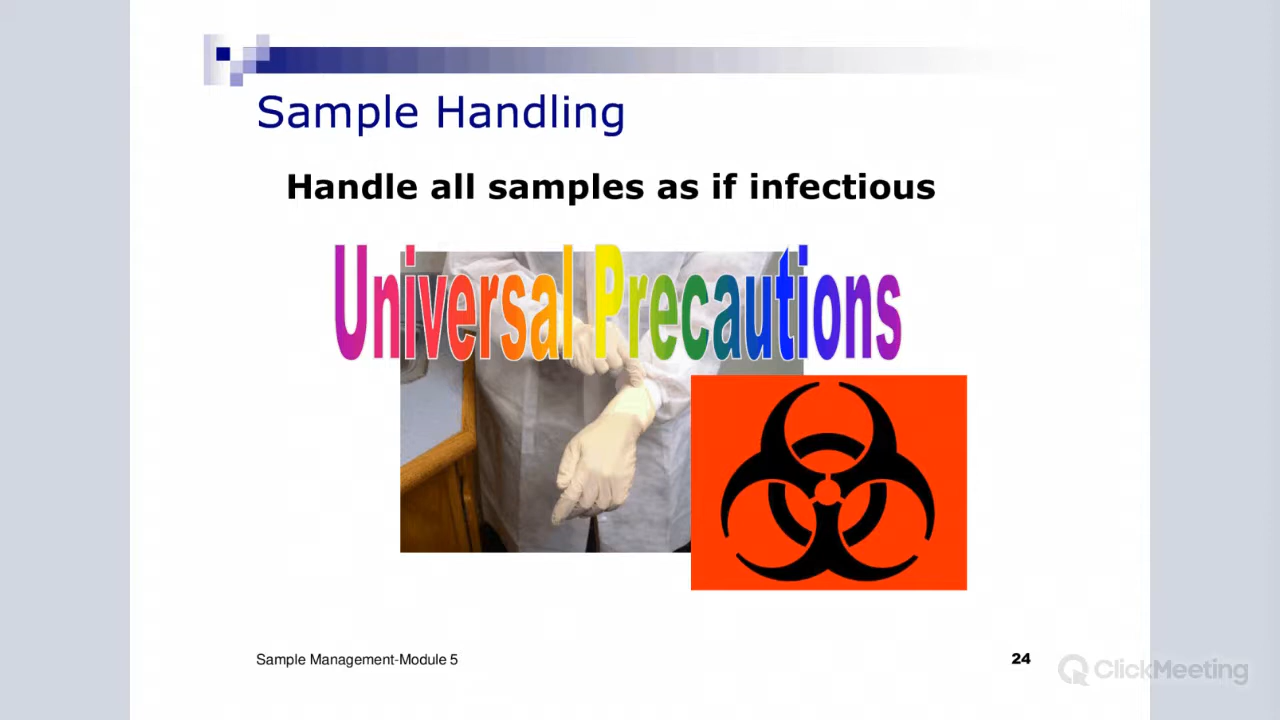 Sample Handling
Handle all samples as if infectious
Universal Precautions
Sample Management-Module 5
24
ClickMeeting